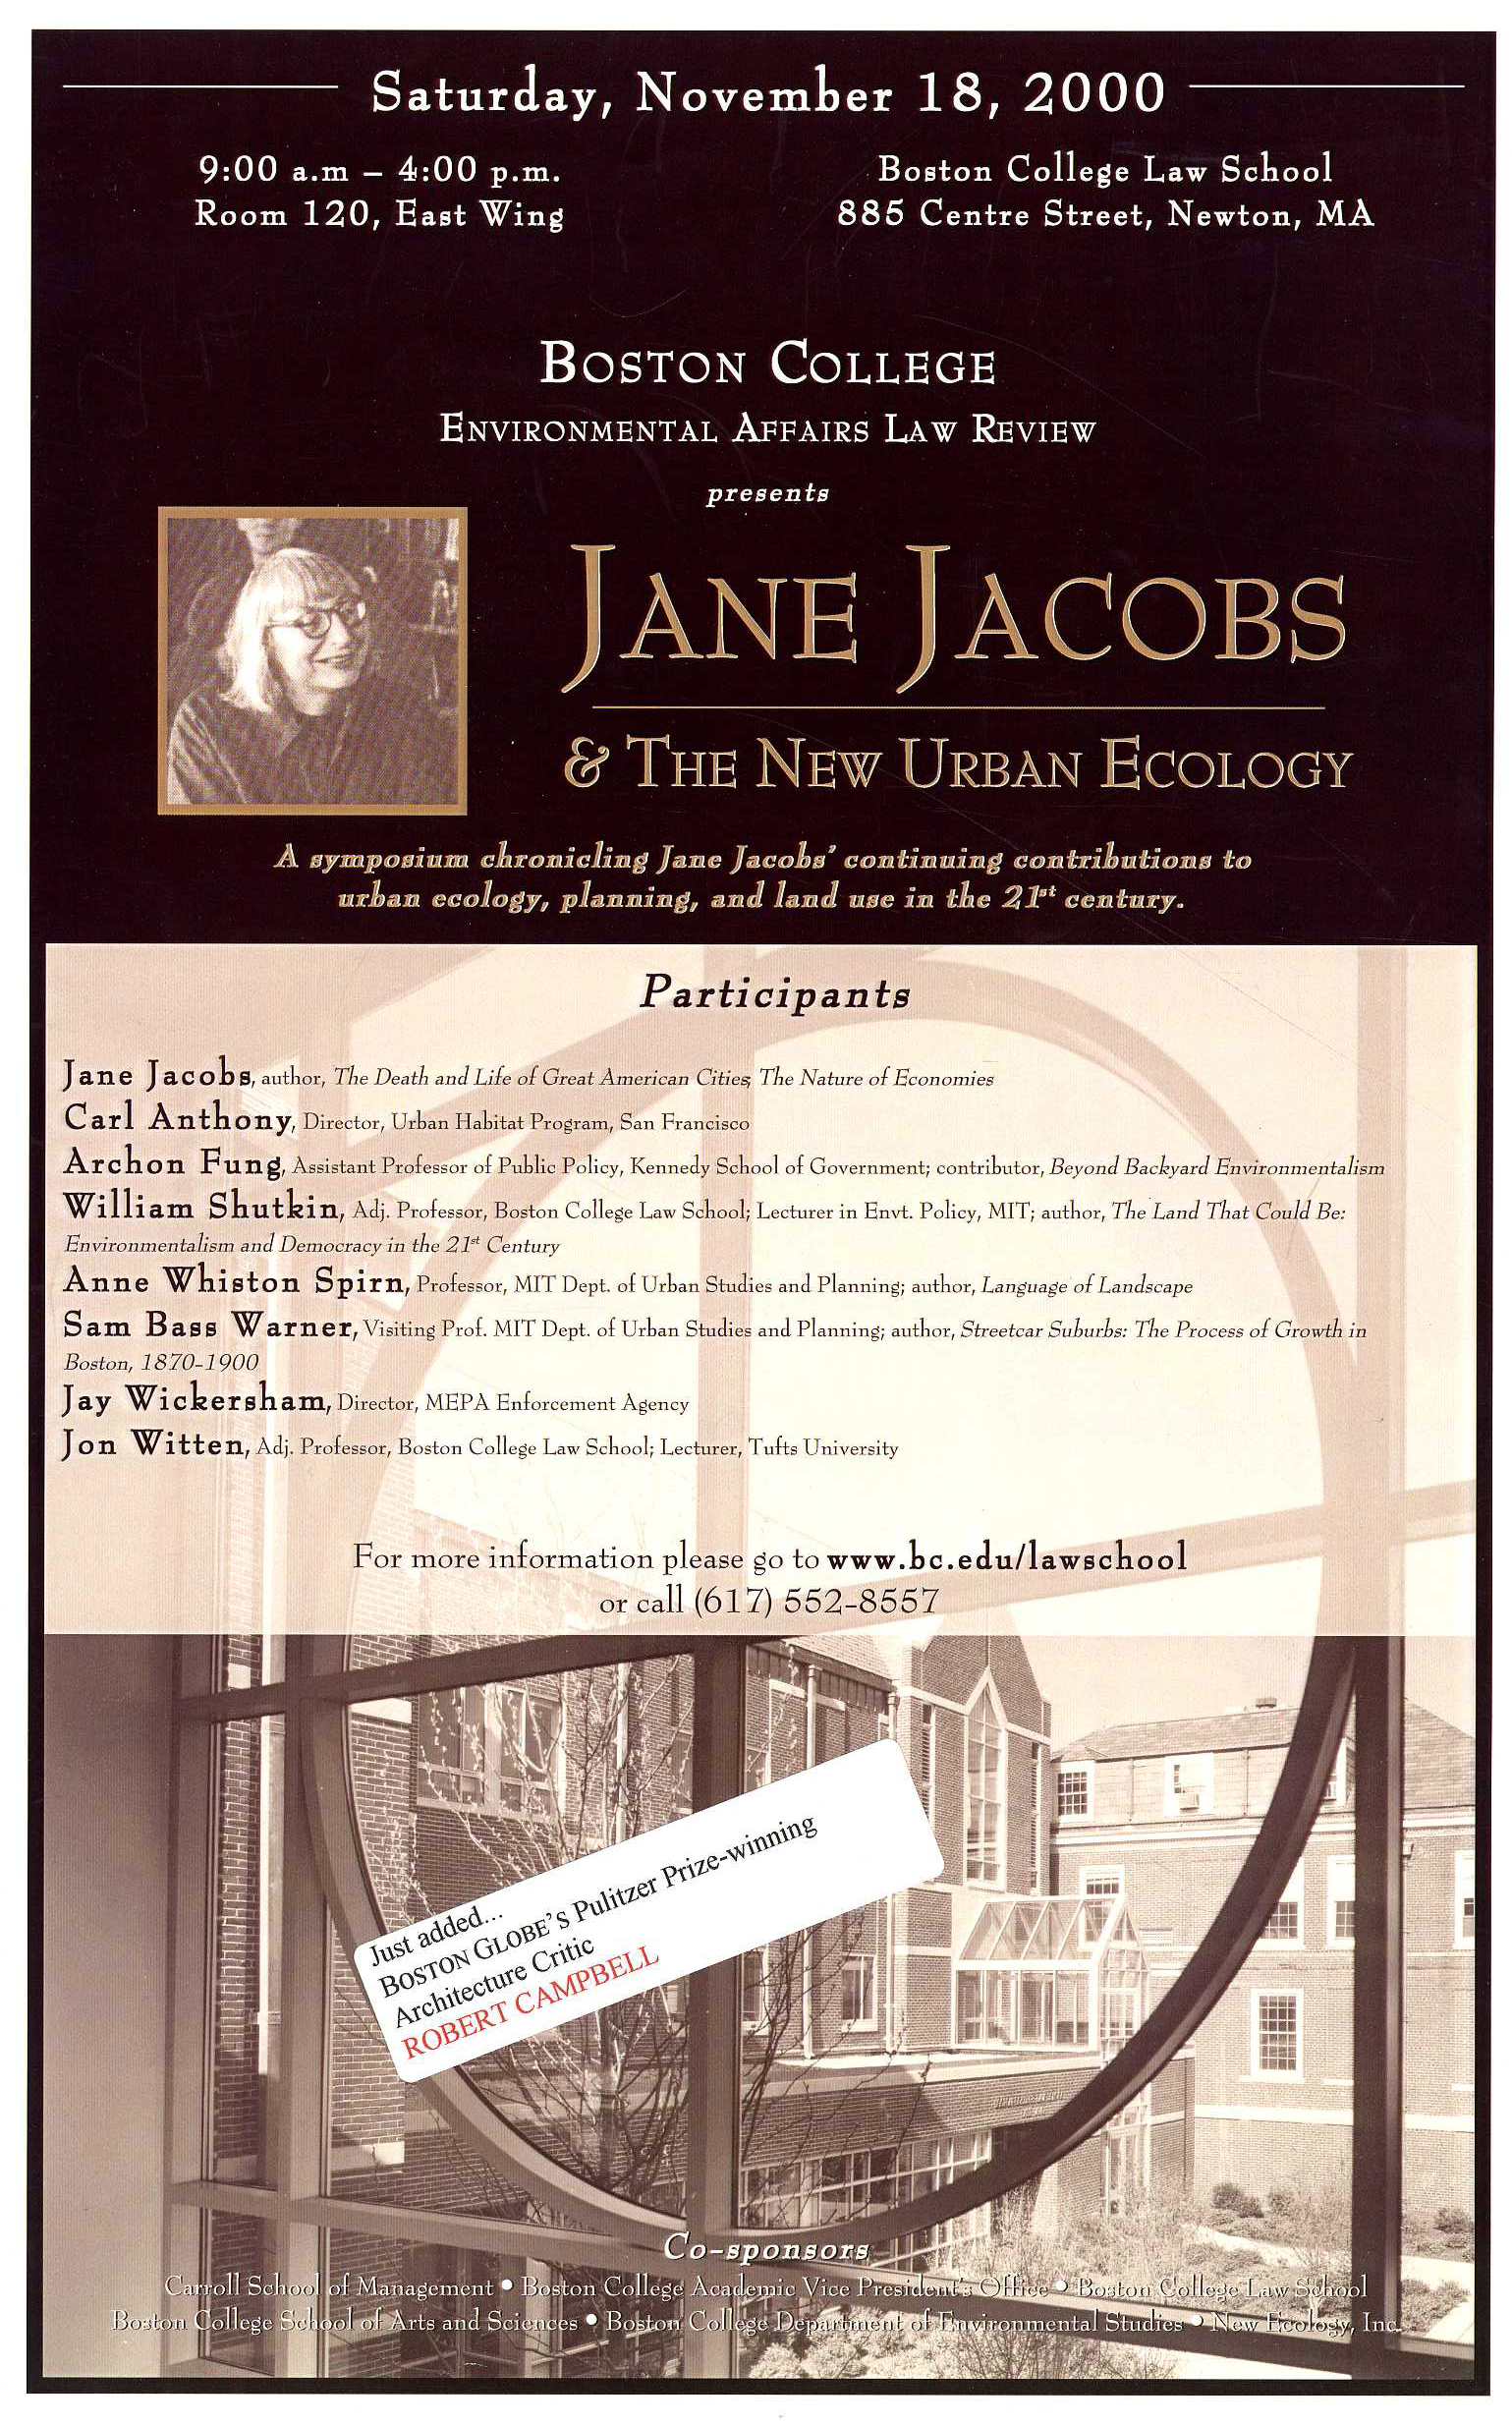 Saturday, November 18, 2000
9:00 a.m – 4:00 p.m.
Room 120, East Wing
Boston College Law School
885 Centre Street, Newton, MA
BOSTON COLLEGE
ENVIRONMENTAL AFFAIRS LAW REVIEW
presents
JANE JACOBS
& THE NEW URBAN ECOLOGY
A symposium chronicling Jane Jacobs' continuing contributions to
urban ecology, planning, and land use in the 21st century.
Participants
Jane Jacobs, author, The Death and Life of Great American Cities; The Nature of Economies
Carl Anthony, Director, Urban Habitat Program, San Francisco
Archon Fung, Assistant Professor of Public Policy, Kennedy School of Government; contributor, Beyond Backyard Environmentalism
William Shutkin, Adj. Professor, Boston College Law School; Lecturer in Envt. Policy, MIT; author, The Land That Could Be:
Environmentalism and Democracy in the 21st Century
Anne Whiston Spirn, Professor, MIT Dept. of Urban Studies and Planning; author, Language of Landscape
Sam Bass Warner, Visiting Prof. MIT Dept. of Urban Studies and Planning; author, Streetcar Suburbs: The Process of Growth in
Boston, 1870-1900
Jay Wickersham, Director, MEPA Enforcement Agency
Jon Witten, Adj. Professor, Boston College Law School; Lecturer, Tufts University
For more information please go to www.bc.edu/lawschool
or call (617) 552-8557
Just added...
BOSTON GLOBE'S Pulitzer Prize-winning
Architecture Critic
ROBERT CAMPBELL
Co-sponsors
Carroll School of Management • Boston College Academic Vice President's Office • Boston College Law School
Boston College School of Arts and Sciences • Boston College Department of Environmental Studies • New Ecology, Inc.